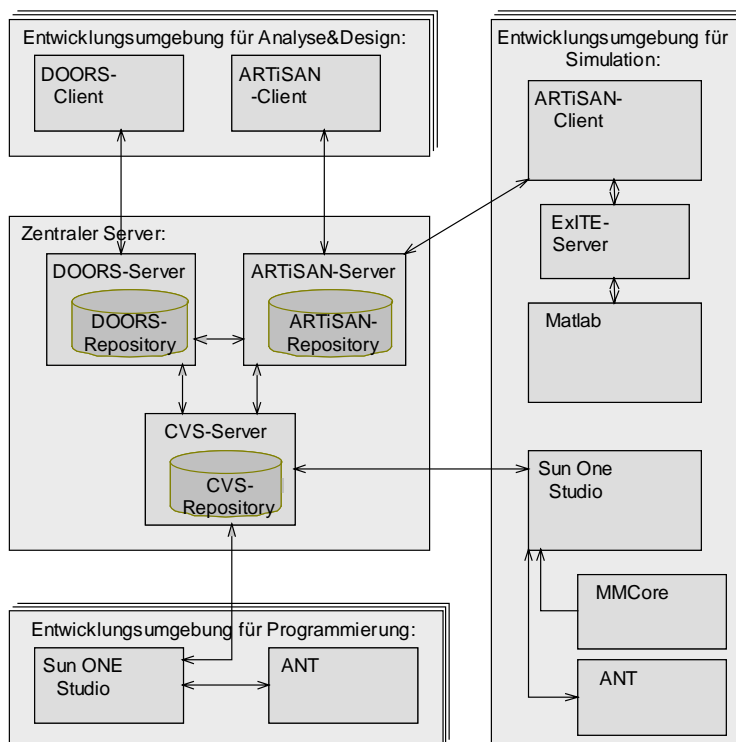 Entwicklungsumgebung für Analyse&Design:
DOORS-
Client
ARTiSAN
-Client
Zentraler Server:
DOORS-Server
DOORS-
Repository
ARTiSAN-Server
ARTiSAN-
Repository
CVS-Server
CVS-
Repository
Entwicklungsumgebung für Programmierung:
Sun ONE
Studio
ANT
Entwicklungsumgebung für
Simulation:
ARTiSAN-
Client
ExITE-
Server
Matlab
Sun One
Studio
MMCore
ANT